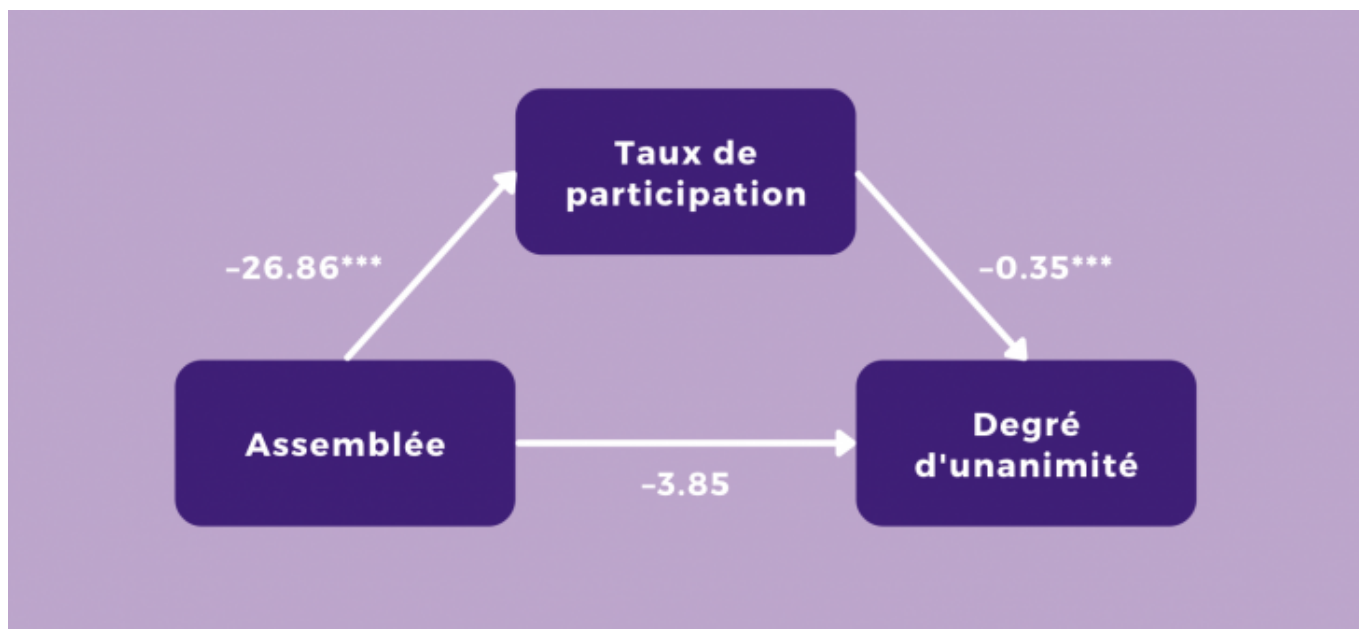 Taux de
participation
–26.86***
–0.35***
Assemblée
–3.85
Degré
d'unanimité